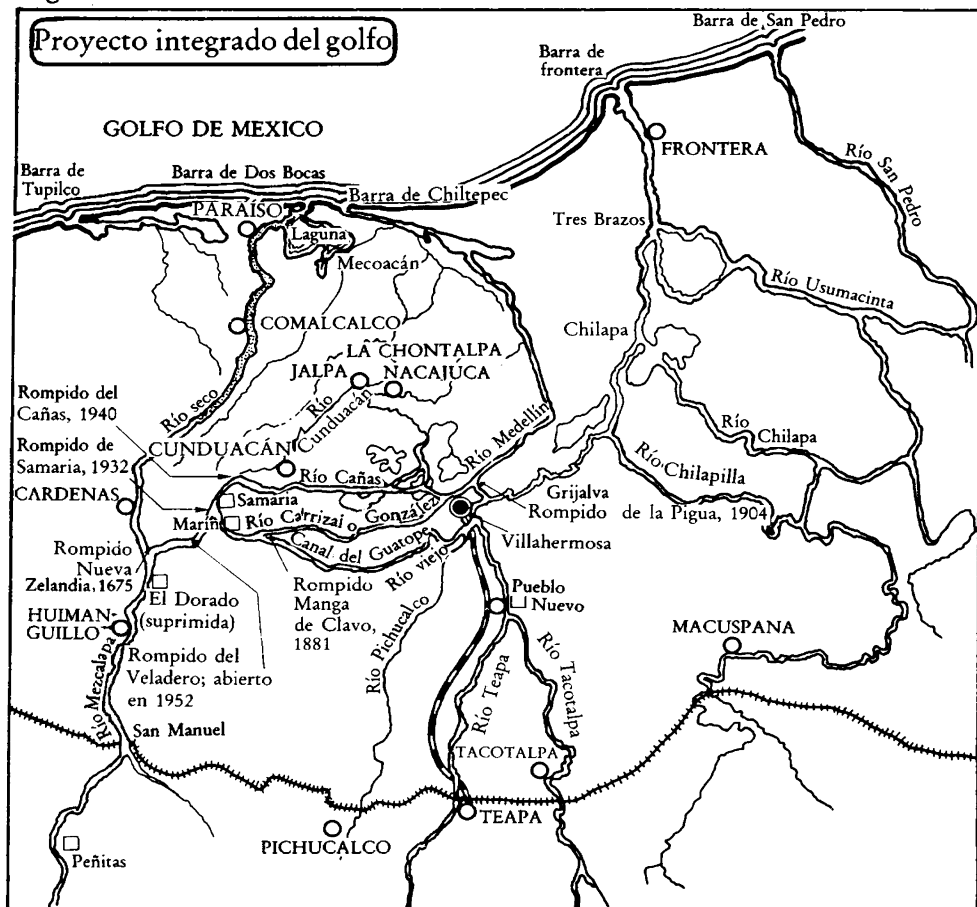 Proyecto integrado del golfo
Barra de San Pedro
Barra de
frontera
GOLFO DE MEXICO
FRONTERA
Río San Pedro
Barra de
Tupilco
Barra de Dos Bocas
Barra de Chiltepec
PARAÍSO
Laguna
Mecoacán
Tres Brazos
Río Usumacinta
COMALCALCO
Chilapa
LA CHONTALPA
JALPA
NACAJUCA
Rompido del
Cañas, 1940
Río seco
Río
Cunduacán
Río Medellín
Río
Chilapa
Rompido de
Samaria, 1932
CUNDUACÁN
Río Cañas
Río Chilapilla
CARDENAS
Samaria
Marín
Río Carrizal o González
Grijalva
Rompido de la Pigua, 1904
Canal del Guatope
Río viejo
Villahermosa
Rompido
Nueva
Zelandia, 1675
El Dorado
(suprimida)
Rompido
Manga
de Clavo,
1881
Río Pichucalco
Pueblo
Nuevo
HUIMAN-
GUILLO
MACUSPANA
Río Mezcalapa
Rompido del
Veladero; abierto
en 1952
Río Teapa
Río Tacotalpa
San Manuel
TACOTALPA
TEAPA
PICHUCALCO
Peñitas